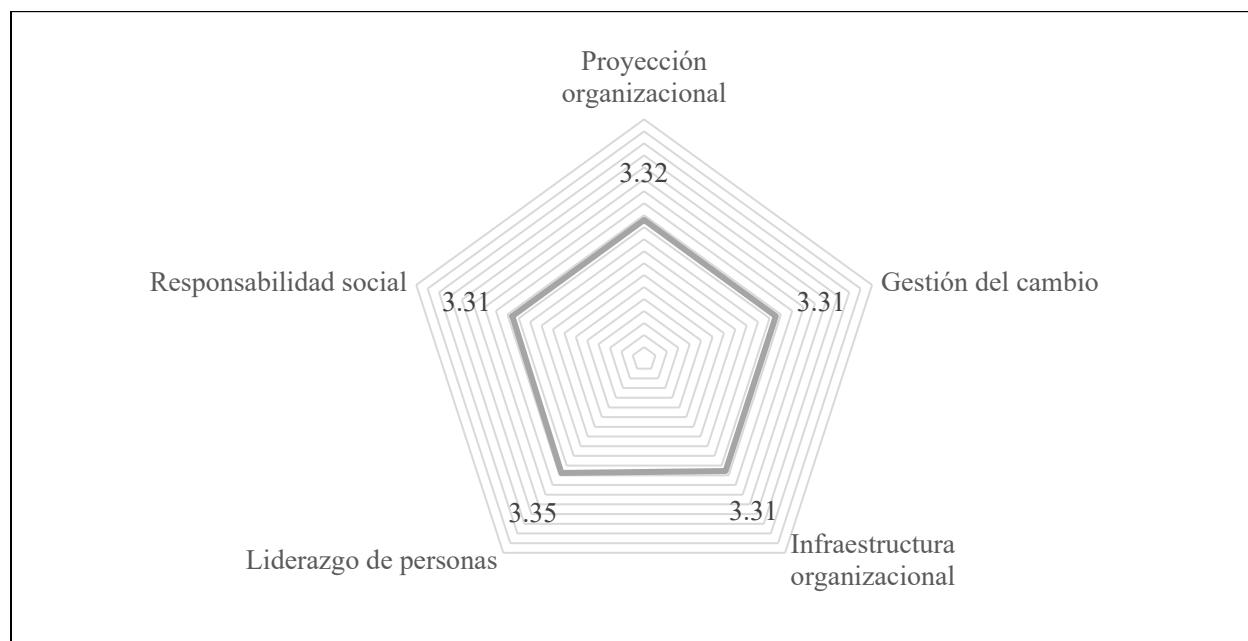 Proyección
organizacional
3.32
Responsabilidad social
3.31
3.31
Gestión del cambio
3.35
3.31
Liderazgo de personas
Infraestructura
organizacional